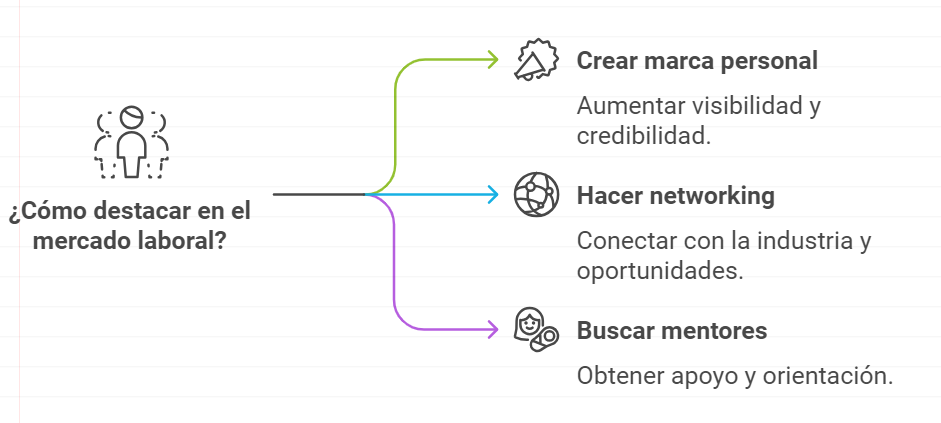 ¿Cómo destacar en el
mercado laboral?
Crear marca personal
Aumentar visibilidad y
credibilidad.
Hacer networking
Conectar con la industria y
oportunidades.
Buscar mentores
Obtener apoyo y orientación.